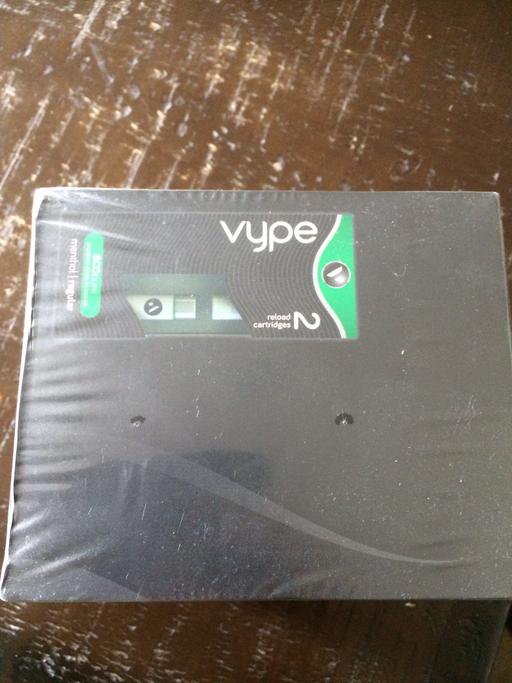 vype
2
reload
cartridges
menthol | regular